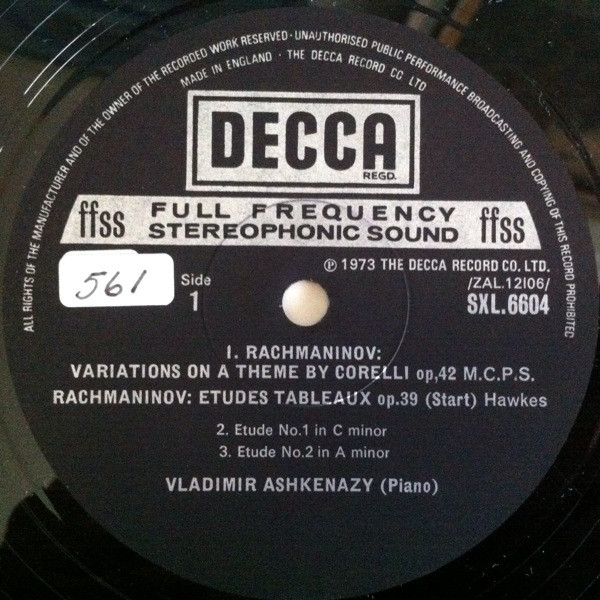 ALL RIGHTS OF THE MANUFACTURER AND OF THE OWNER OF THE RECORDED WORK RESERVED · UNAUTHORISED PUBLIC PERFORMANCE BROADCASTING AND COPYING OF THIS RECORD PROHIBITED
MADE IN ENGLAND · THE DECCA RECORD CO LTD
DECCA
REGD.
ffss FULL FREQUENCY STEREOPHONIC SOUND ffss
℗ 1973 THE DECCA RECORD CO. LTD.
561
Side
1
/ZAL.12106/
SXL.6604
1. RACHMANINOV:
VARIATIONS ON A THEME BY CORELLI op,42 M.C.P.S.
RACHMANINOV: ETUDES TABLEAUX op.39 (Start) Hawkes
2. Etude No.1 in C minor
3. Etude No.2 in A minor
VLADIMIR ASHKENAZY (Piano)